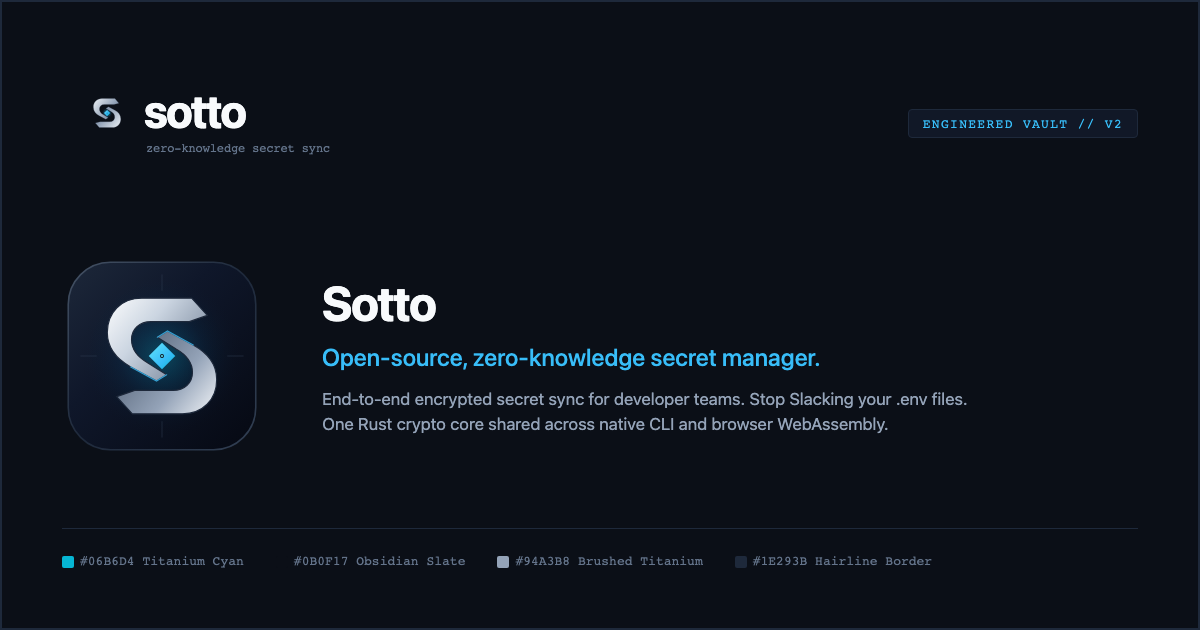 sotto
zero-knowledge secret sync
ENGINEERED VAULT // V2
Sotto
Open-source, zero-knowledge secret manager.
End-to-end encrypted secret sync for developer teams. Stop Slacking your .env files.
One Rust crypto core shared across native CLI and browser WebAssembly.
#06B6D4 Titanium Cyan
#0B0F17 Obsidian Slate
#94A3B8 Brushed Titanium
#1E293B Hairline Border